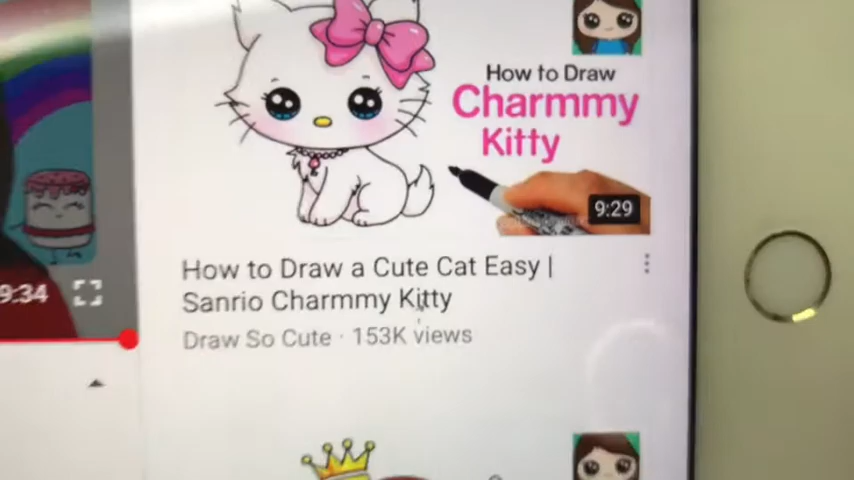 How to Draw
Charmmy
Kitty
9:29
How to Draw a Cute Cat Easy |
Sanrio Charmmy Kitty
Draw So Cute · 153K views
9:34